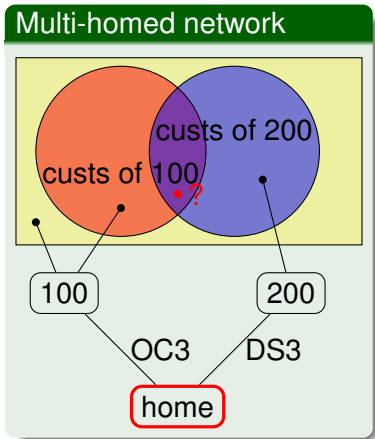 Multi-homed network
custs of 200
custs of 100
?
100
200
OC3
DS3
home